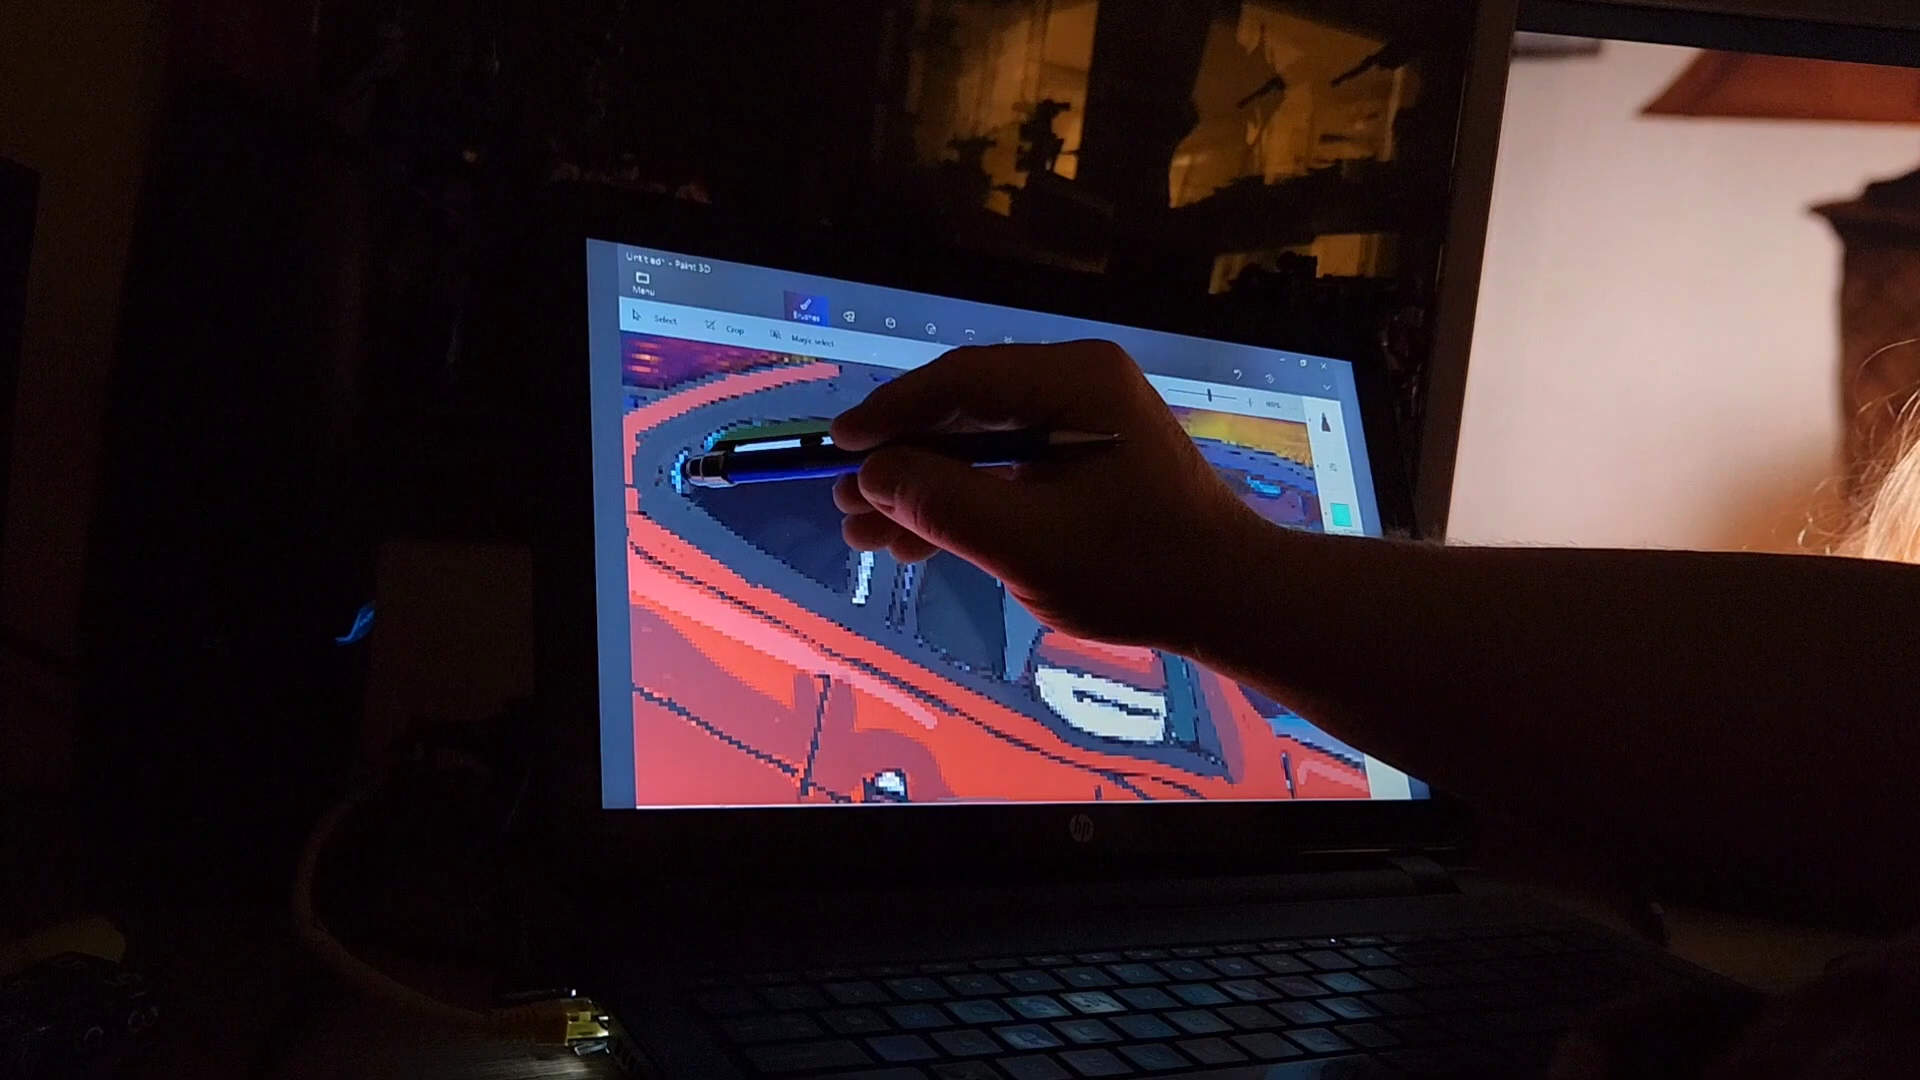 Untitled* - Paint 3D
Menu
Brushes
Select
Crop
Magic select
hp